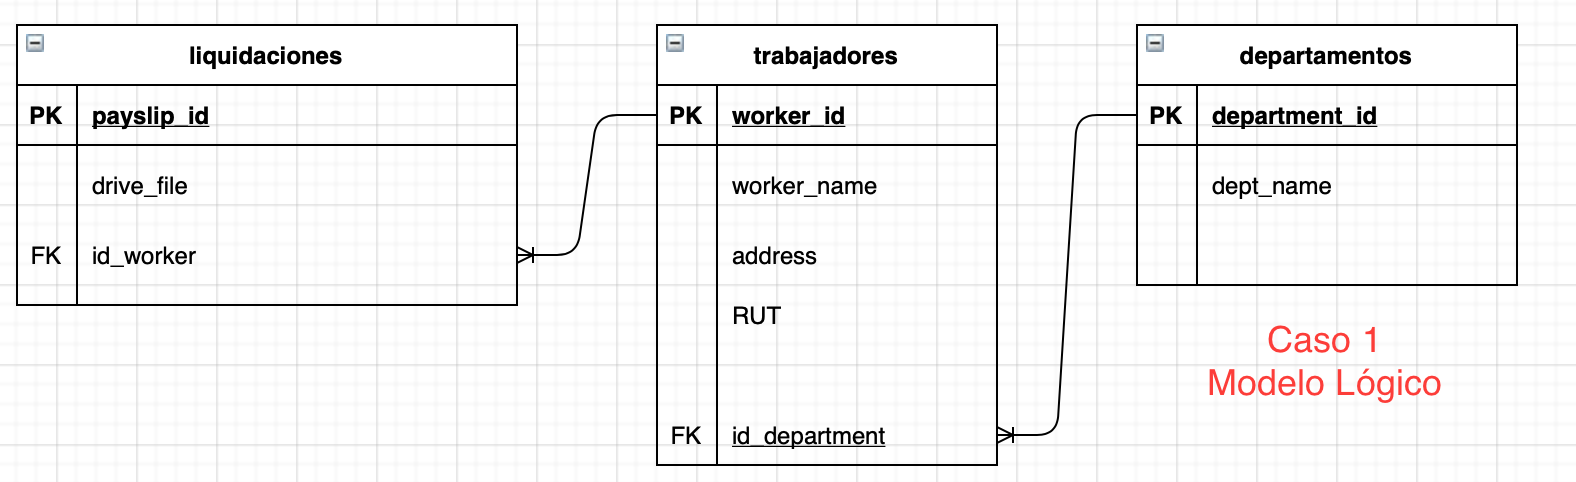 liquidaciones
PK payslip_id
drive_file
FK id_worker
trabajadores
PK worker_id
worker_name
address
RUT
FK id_department
departamentos
PK department_id
dept_name
Caso 1
Modelo Lógico